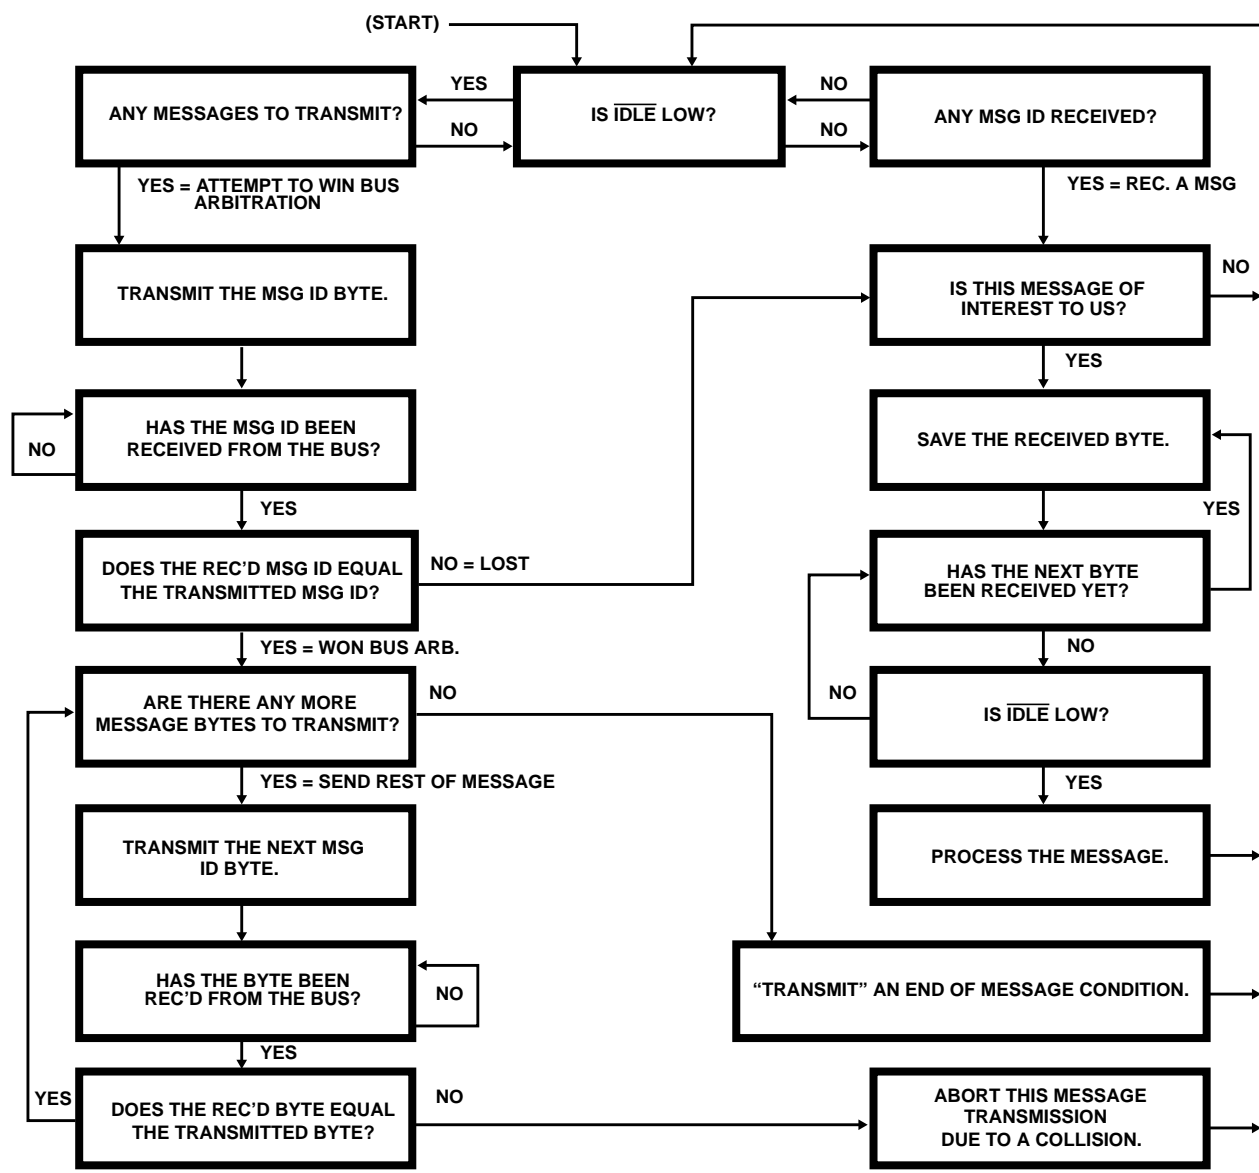 (START)
ANY MESSAGES TO TRANSMIT?
YES
NO
IS IDLE LOW?
NO
NO
ANY MSG ID RECEIVED?
YES = ATTEMPT TO WIN BUS
ARBITRATION
YES = REC. A MSG
TRANSMIT THE MSG ID BYTE.
IS THIS MESSAGE OF
INTEREST TO US?
NO
YES
HAS THE MSG ID BEEN
RECEIVED FROM THE BUS?
NO
SAVE THE RECEIVED BYTE.
YES
YES
DOES THE REC’D MSG ID EQUAL
THE TRANSMITTED MSG ID?
NO = LOST
HAS THE NEXT BYTE
BEEN RECEIVED YET?
YES = WON BUS ARB.
NO
ARE THERE ANY MORE
MESSAGE BYTES TO TRANSMIT?
NO
NO
IS IDLE LOW?
YES = SEND REST OF MESSAGE
YES
TRANSMIT THE NEXT MSG
ID BYTE.
PROCESS THE MESSAGE.
HAS THE BYTE BEEN
REC’D FROM THE BUS?
NO
“TRANSMIT” AN END OF MESSAGE CONDITION.
YES
YES
DOES THE REC’D BYTE EQUAL
THE TRANSMITTED BYTE?
NO
ABORT THIS MESSAGE
TRANSMISSION
DUE TO A COLLISION.